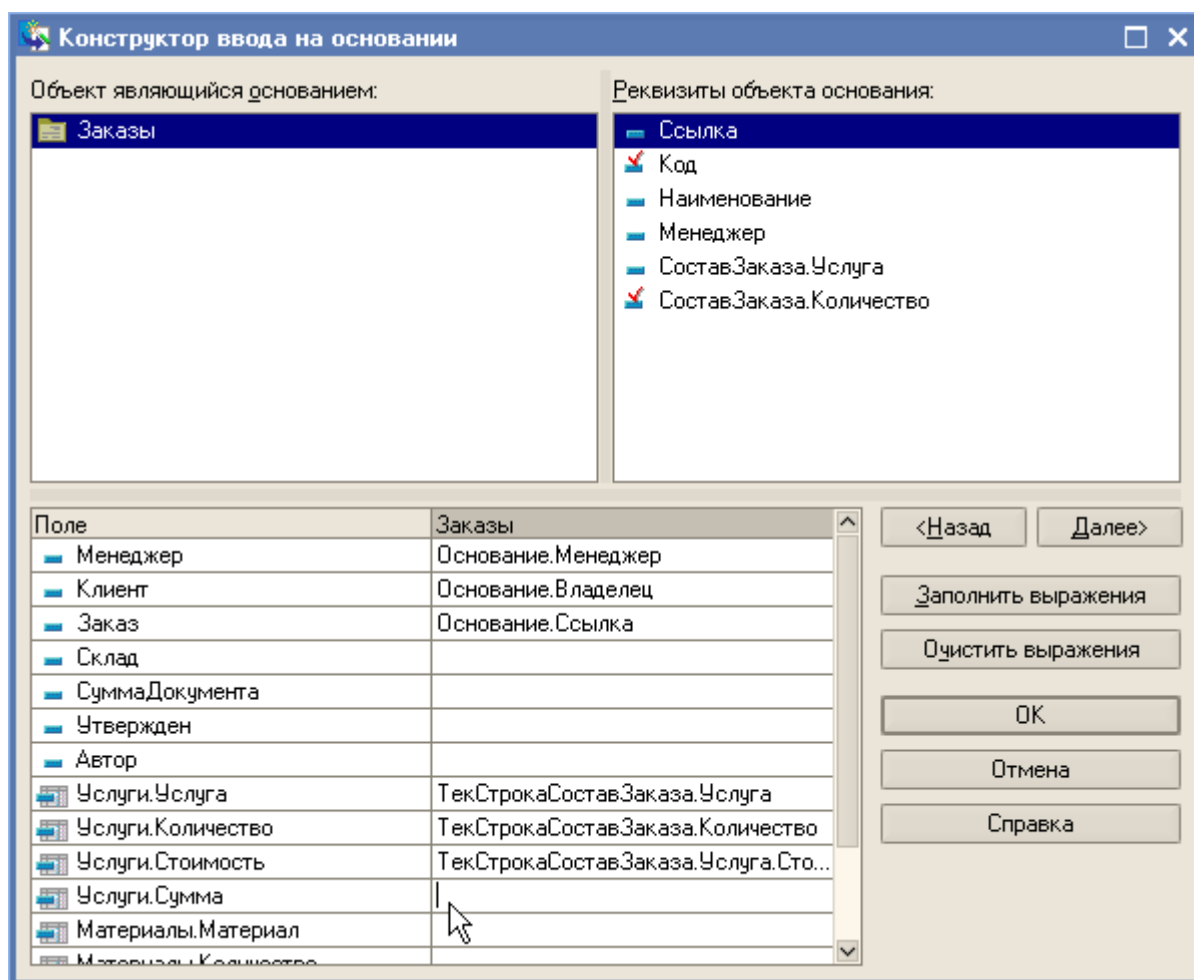 Конструктор ввода на основании
Объект являющийся основанием:
Заказы
Реквизиты объекта основания:
Ссылка
Код
Наименование
Менеджер
СоставЗаказа.Услуга
СоставЗаказа.Количество
Поле Заказы
Менеджер Основание.Менеджер
Клиент Основание.Владелец
Заказ Основание.Ссылка
Склад
СуммаДокумента
Утвержден
Автор
Услуги.Услуга ТекСтрокаСоставЗаказа.Услуга
Услуги.Количество ТекСтрокаСоставЗаказа.Количество
Услуги.Стоимость ТекСтрокаСоставЗаказа.Услуга.Сто...
Услуги.Сумма
Материалы.Материал
Материалы.Количество
<Назад Далее>
Заполнить выражения
Очистить выражения
OK
Отмена
Справка